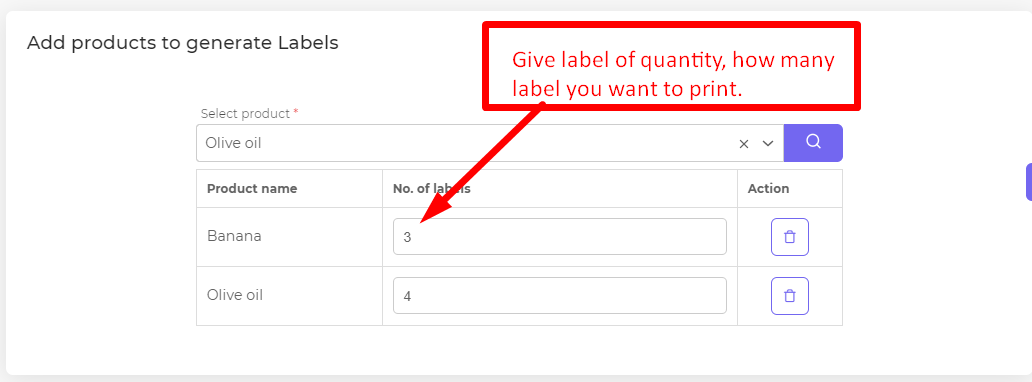 Add products to generate Labels
Give label of quantity, how many
label you want to print.
Select product *
Olive oil
Product name No. of labels Action
Banana 3
Olive oil 4